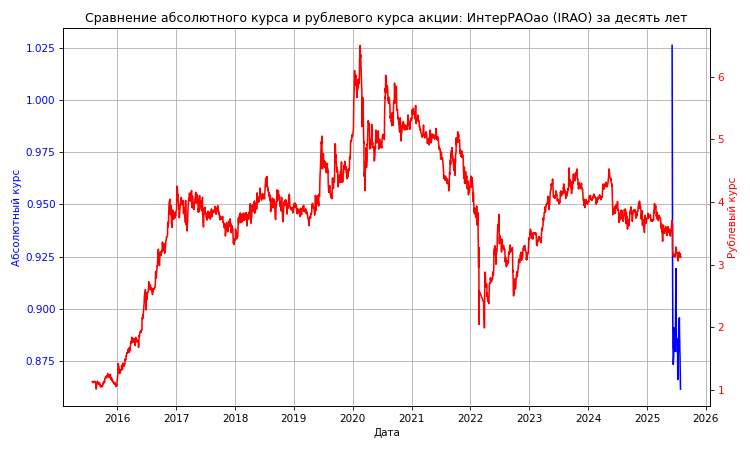 Сравнение абсолютного курса и рублевого курса акции: ИнтерРАОао (IRAO) за десять лет
Абсолютный курс
1.025
1.000
0.975
0.950
0.925
0.900
0.875
6
5
4
3
2
1
Рублевый курс
2016 2017 2018 2019 2020 2021 2022 2023 2024 2025 2026
Дата